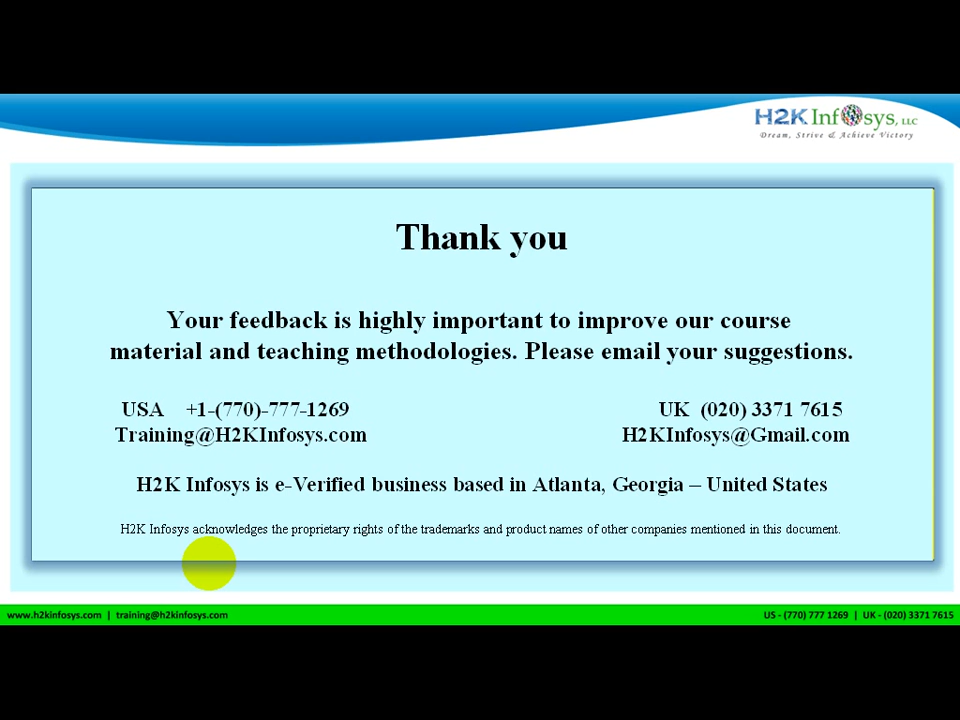 H2K Infosys, LLC
Dream, Strive & Achieve Victory
Thank you
Your feedback is highly important to improve our course
material and teaching methodologies. Please email your suggestions.
USA +1-(770)-777-1269 UK (020) 3371 7615
Training@H2KInfosys.com H2KInfosys@Gmail.com
H2K Infosys is e-Verified business based in Atlanta, Georgia – United States
H2K Infosys acknowledges the proprietary rights of the trademarks and product names of other companies mentioned in this document.
www.h2kinfosys.com | training@h2kinfosys.com US - (770) 777 1269 | UK - (020) 3371 7615